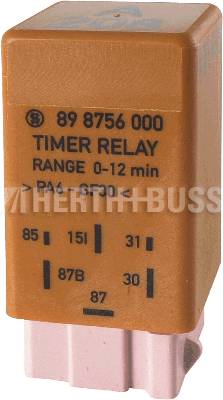 89 8756 000
TIMER RELAY
RANGE 0-12 min
> PA6 - GF30 <
HERTH+BUSS
85 15I 31
87B 30
87